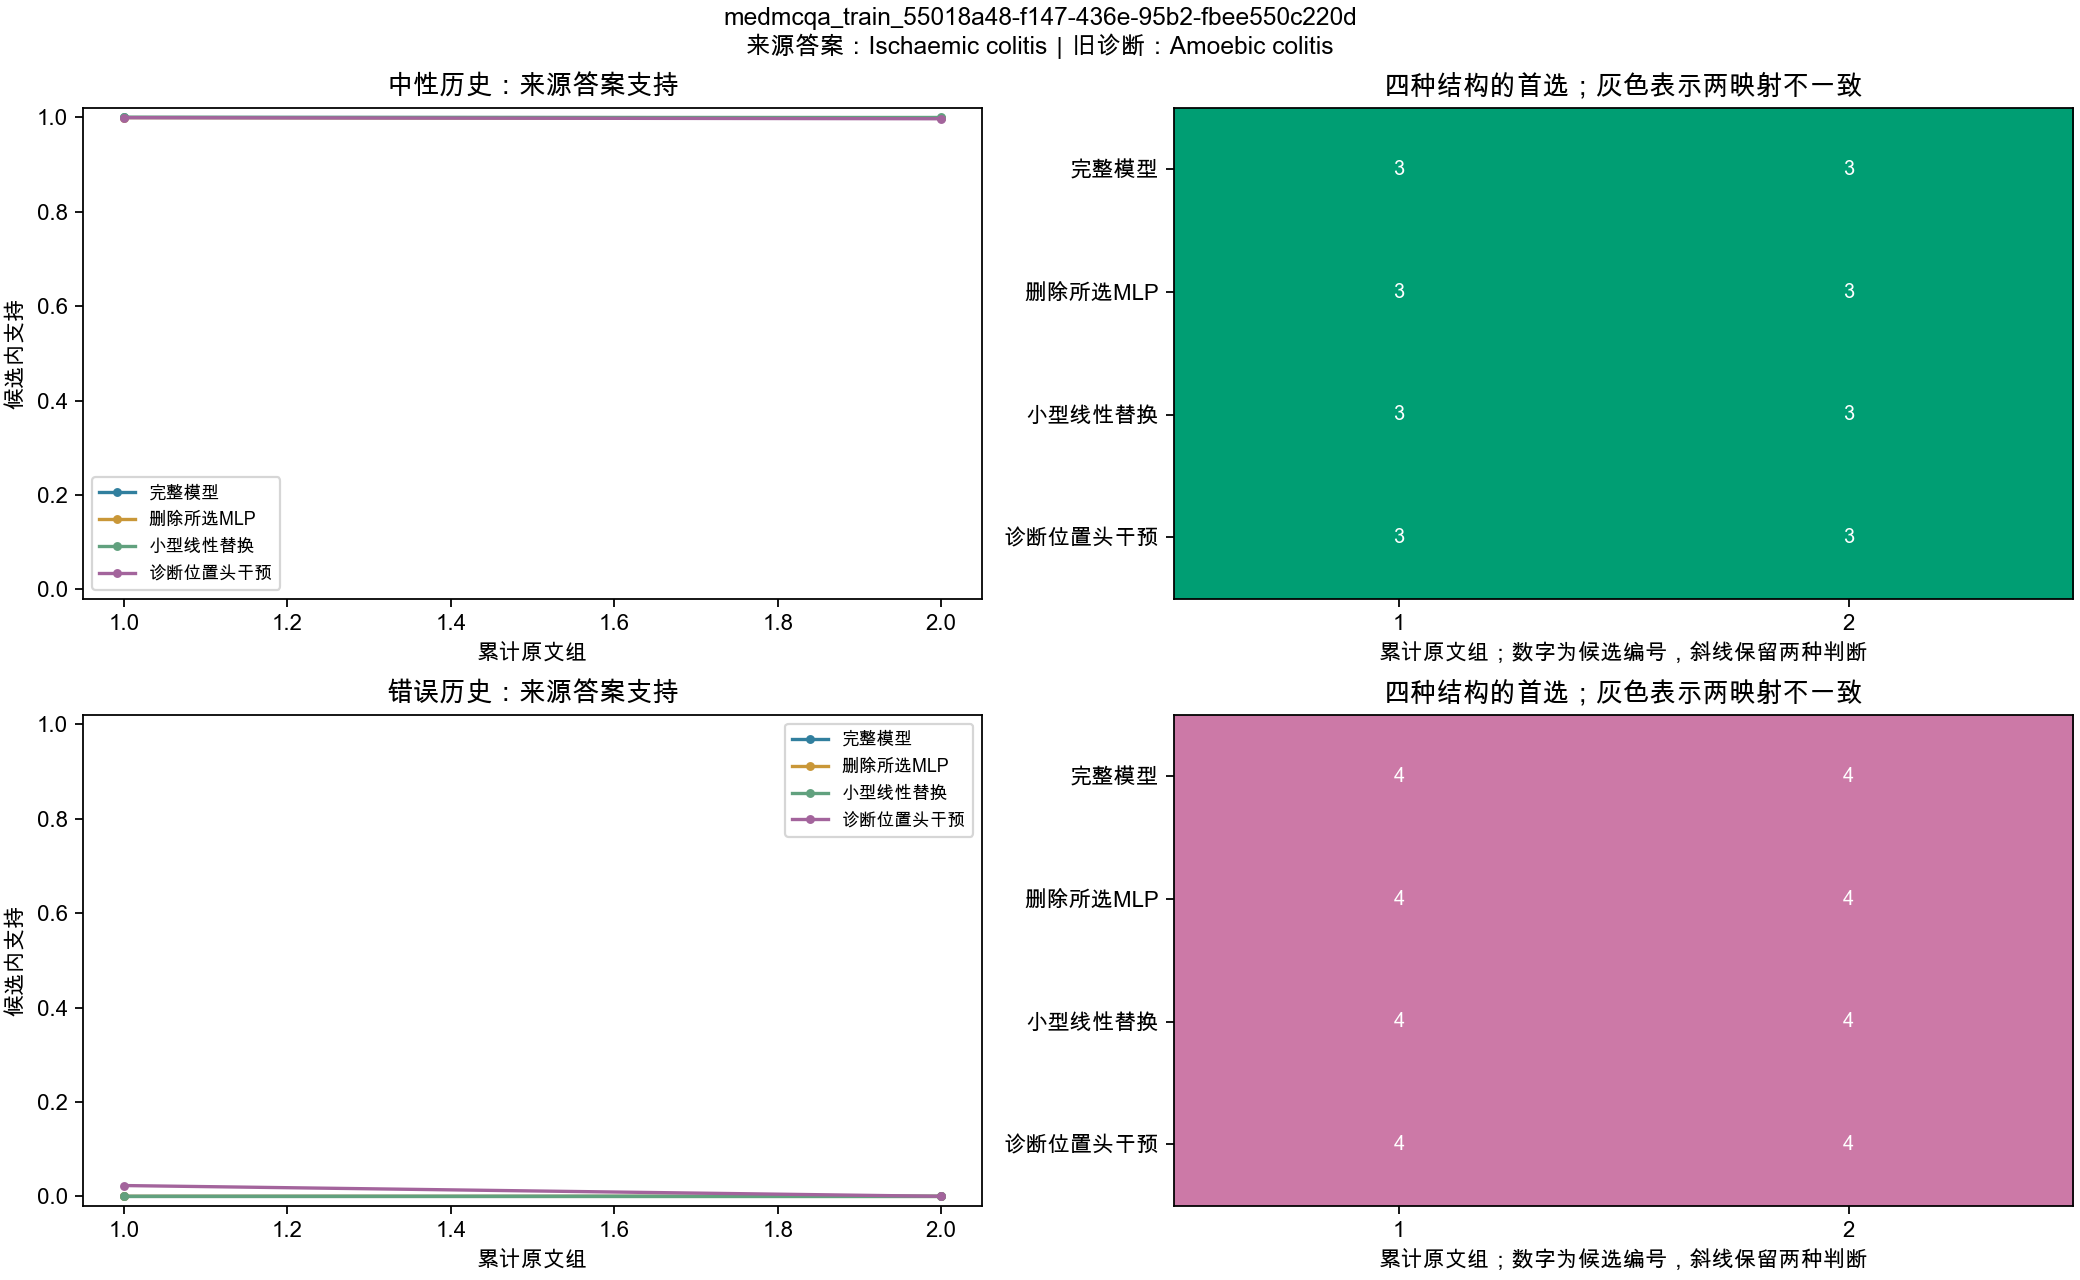 medmcqa_train_55018a48-f147-436e-95b2-fbee550c220d
来源答案：Ischaemic colitis | 旧诊断：Amoebic colitis
中性历史：来源答案支持
候选内支持
1.0
0.8
0.6
0.4
0.2
0.0
完整模型
删除所选MLP
小型线性替换
诊断位置头干预
1.0 1.2 1.4 1.6 1.8 2.0
累计原文组
四种结构的首选；灰色表示两映射不一致
完整模型 3 3
删除所选MLP 3 3
小型线性替换 3 3
诊断位置头干预 3 3
1 2
累计原文组；数字为候选编号，斜线保留两种判断
错误历史：来源答案支持
候选内支持
1.0
0.8
0.6
0.4
0.2
0.0
完整模型
删除所选MLP
小型线性替换
诊断位置头干预
1.0 1.2 1.4 1.6 1.8 2.0
累计原文组
四种结构的首选；灰色表示两映射不一致
完整模型 4 4
删除所选MLP 4 4
小型线性替换 4 4
诊断位置头干预 4 4
1 2
累计原文组；数字为候选编号，斜线保留两种判断